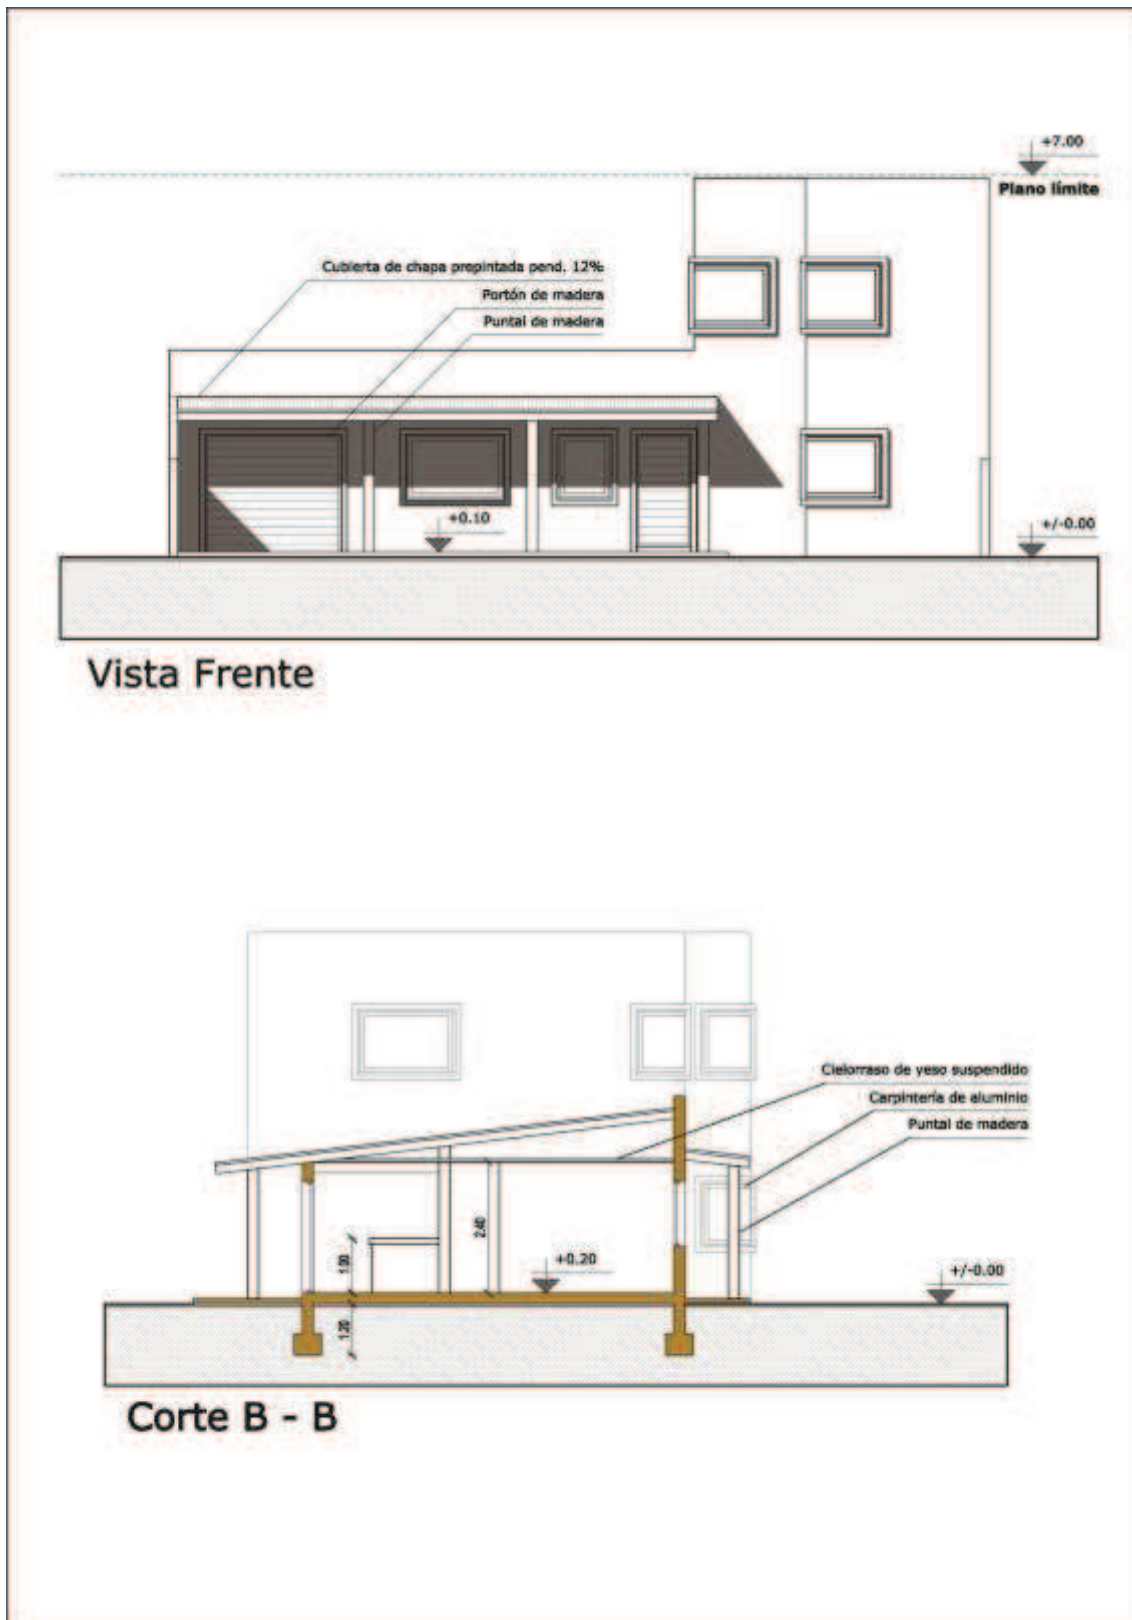 +7.00
Plano límite
Cubierta de chapa prepintada pend. 12%
Portón de madera
Puntal de madera
+0.10
+/-0.00
Vista Frente
Cielorraso de yeso suspendido
Carpintería de aluminio
Puntal de madera
2.40
1.00
+0.20
+/-0.00
1.20
Corte B - B